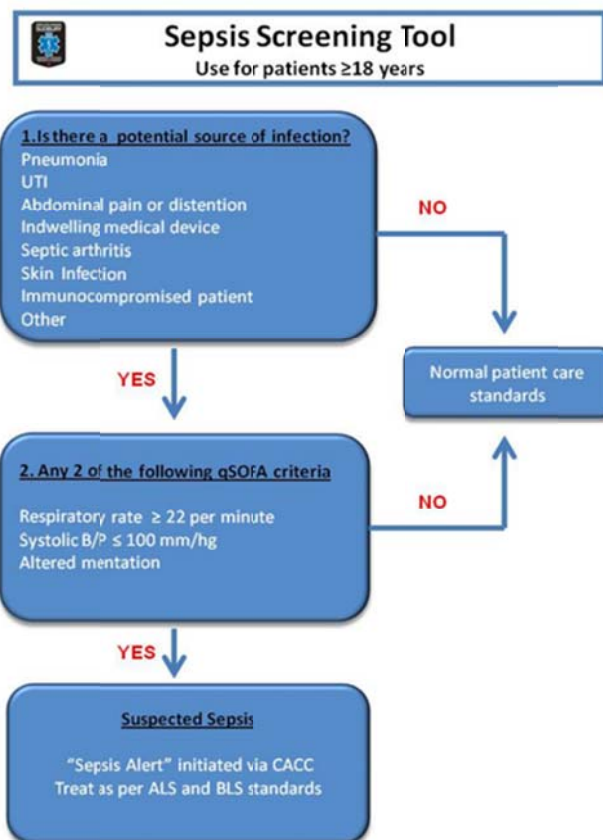 Sepsis Screening Tool
Use for patients ≥18 years
1.Is there a potential source of infection?
Pneumonia
UTI
Abdominal pain or distention
Indwelling medical device
Septic arthritis
Skin Infection
Immunocompromised patient
Other
NO
YES
Normal patient care
standards
2. Any 2 of the following qSOFA criteria
Respiratory rate ≥ 22 per minute
Systolic B/P ≤ 100 mm/hg
Altered mentation
NO
YES
Suspected Sepsis
“Sepsis Alert” initiated via CACC
Treat as per ALS and BLS standards